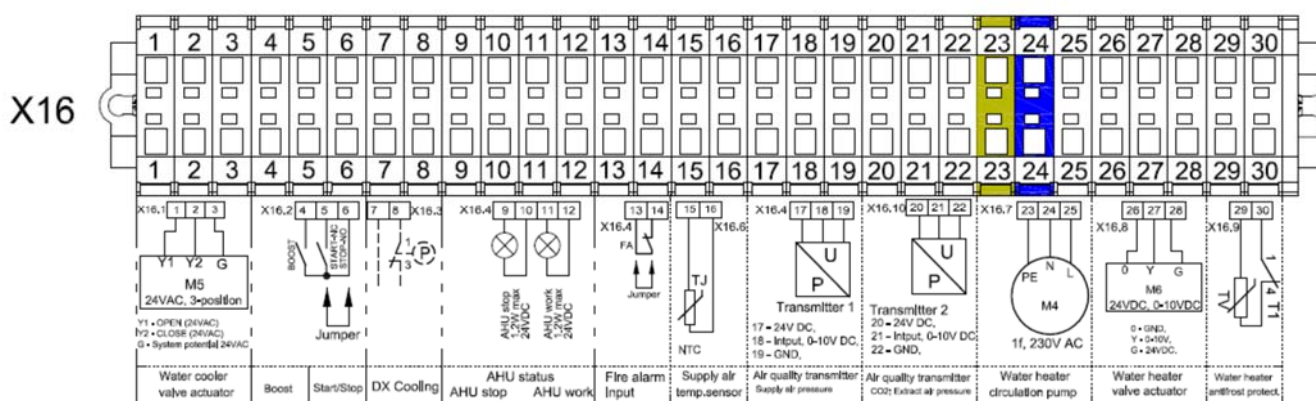 1 2 3 4 5 6 7 8 9 10 11 12 13 14 15 16 17 18 19 20 21 22 23 24 25 26 27 28 29 30
X16
1 2 3 4 5 6 7 8 9 10 11 12 13 14 15 16 17 18 19 20 21 22 23 24 25 26 27 28 29 30
X16.1 1 2 3
Y1 Y2 G
M5
24VAC, 3-position
Y1 - OPEN (24VAC)
Y2 - CLOSE (24VAC)
G - System potential 24VAC
Water cooler
valve actuator
X16.2 4 5 6
BOOST
START-NC
STOP-NO
Jumper
Boost
Start/Stop
7 8 X16.3
1
P
3
DX Cooling
X16.4 9 10 11 12
AHU stop
1,2W max
24VDC
AHU work
1,2W max
24VDC
AHU status
AHU stop AHU work
13 14
X16.4
FA
Jumper
Fire alarm
Input
15 16
X16.6
TJ
NTC
Supply air
temp.sensor
X16.4 17 18 19
U
P
Transmitter 1
17 - 24V DC,
18 - Intput, 0-10V DC,
19 - GND,
Air quality transmitter
Supply air pressure
X16.10 20 21 22
U
P
Transmitter 2
20 - 24V DC,
21 - Intput, 0-10V DC
22 - GND,
Air quality transmitter
CO2; Extract air pressure
X16.7 23 24 25
PE N L
M4
1f, 230V AC
Water heater
circulation pump
26 27 28
X16.8
0 Y G
M6
24VDC, 0-10VDC
0 - GND,
Y - 0-10V,
G - 24VDC,
Water heater
valve actuator
29 30
X16.9
1
TV
4 T1
Water heater
antifrost protect.